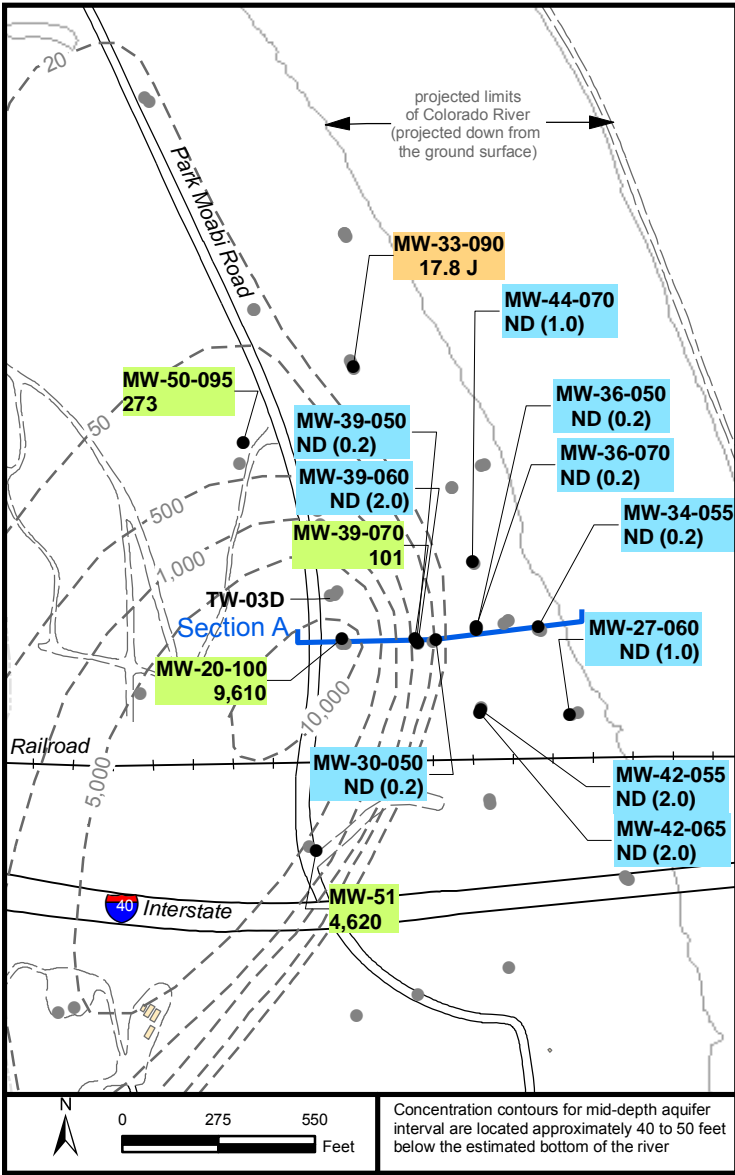 20
projected limits
of Colorado River
(projected down from
the ground surface)
Park Moabi Road
MW-33-090
17.8 J
MW-44-070
ND (1.0)
MW-50-095
273
50
MW-39-050
ND (0.2)
MW-36-050
ND (0.2)
MW-39-060
ND (2.0)
MW-36-070
ND (0.2)
500
MW-39-070
101
MW-34-055
ND (0.2)
1,000
TW-03D
Section A
MW-27-060
ND (1.0)
MW-20-100
9,610
10,000
Railroad
MW-30-050
ND (0.2)
5,000
MW-42-055
ND (2.0)
MW-42-065
ND (2.0)
MW-51
4,620
40
Interstate
N
0 275 550
Feet
Concentration contours for mid-depth aquifer
interval are located approximately 40 to 50 feet
below the estimated bottom of the river